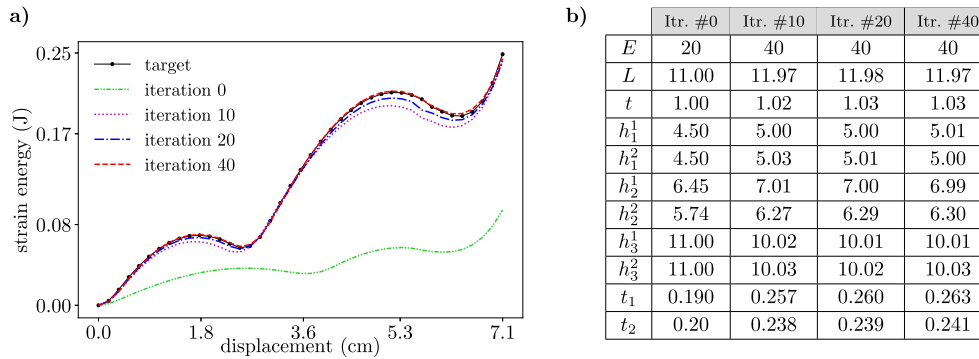 a)
0.25
0.17
0.08
0.00
strain energy (J)
target
iteration 0
iteration 10
iteration 20
iteration 40
0.0 1.8 3.6 5.3 7.1
displacement (cm)
b)
Itr. #0 Itr. #10 Itr. #20 Itr. #40
E 20 40 40 40
L 11.00 11.97 11.98 11.97
t 1.00 1.02 1.03 1.03
h₁¹ 4.50 5.00 5.00 5.01
h₁² 4.50 5.03 5.01 5.00
h₂¹ 6.45 7.01 7.00 6.99
h₂² 5.74 6.27 6.29 6.30
h₃¹ 11.00 10.02 10.01 10.01
h₃² 11.00 10.03 10.02 10.03
t₁ 0.190 0.257 0.260 0.263
t₂ 0.20 0.238 0.239 0.241